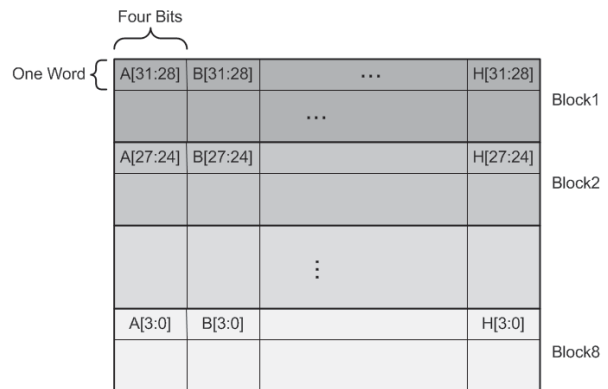 Four Bits
One Word
A[31:28] B[31:28] ... H[31:28]
Block1
...
A[27:24] B[27:24] H[27:24]
Block2
⋮
A[3:0] B[3:0] H[3:0]
Block8